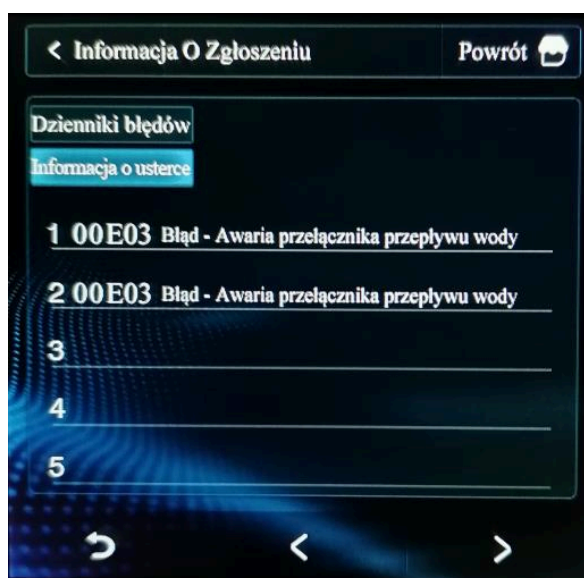 Informacja O Zgłoszeniu Powrót
Dzienniki błędów
Informacja o usterce
1 00E03 Błąd - Awaria przełącznika przepływu wody
2 00E03 Błąd - Awaria przełącznika przepływu wody
3
4
5